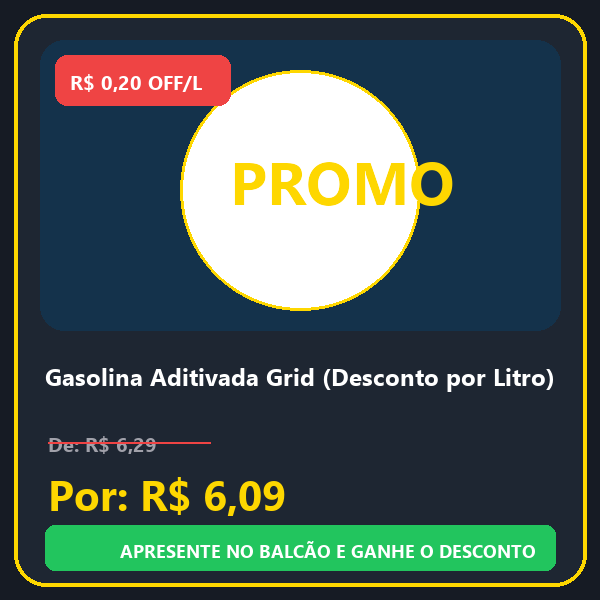 R$ 0,20 OFF/L
PROMO
Gasolina Aditivada Grid (Desconto por Litro)
De: R$ 6,29
Por: R$ 6,09
APRESENTE NO BALCÃO E GANHE O DESCONTO